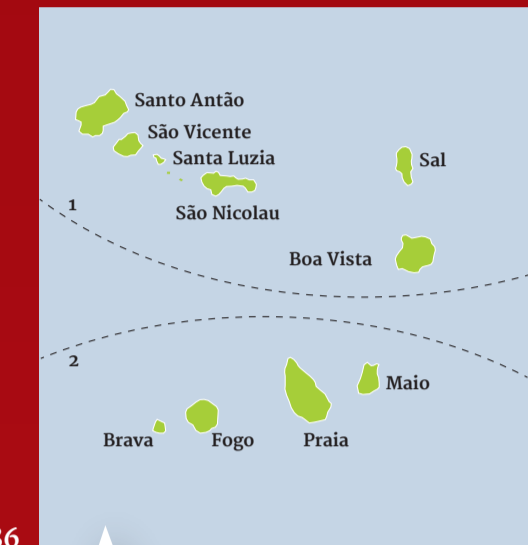 Santo Antão
São Vicente
Santa Luzia
Sal
1
São Nicolau
Boa Vista
2
Maio
Brava
Fogo
Praia